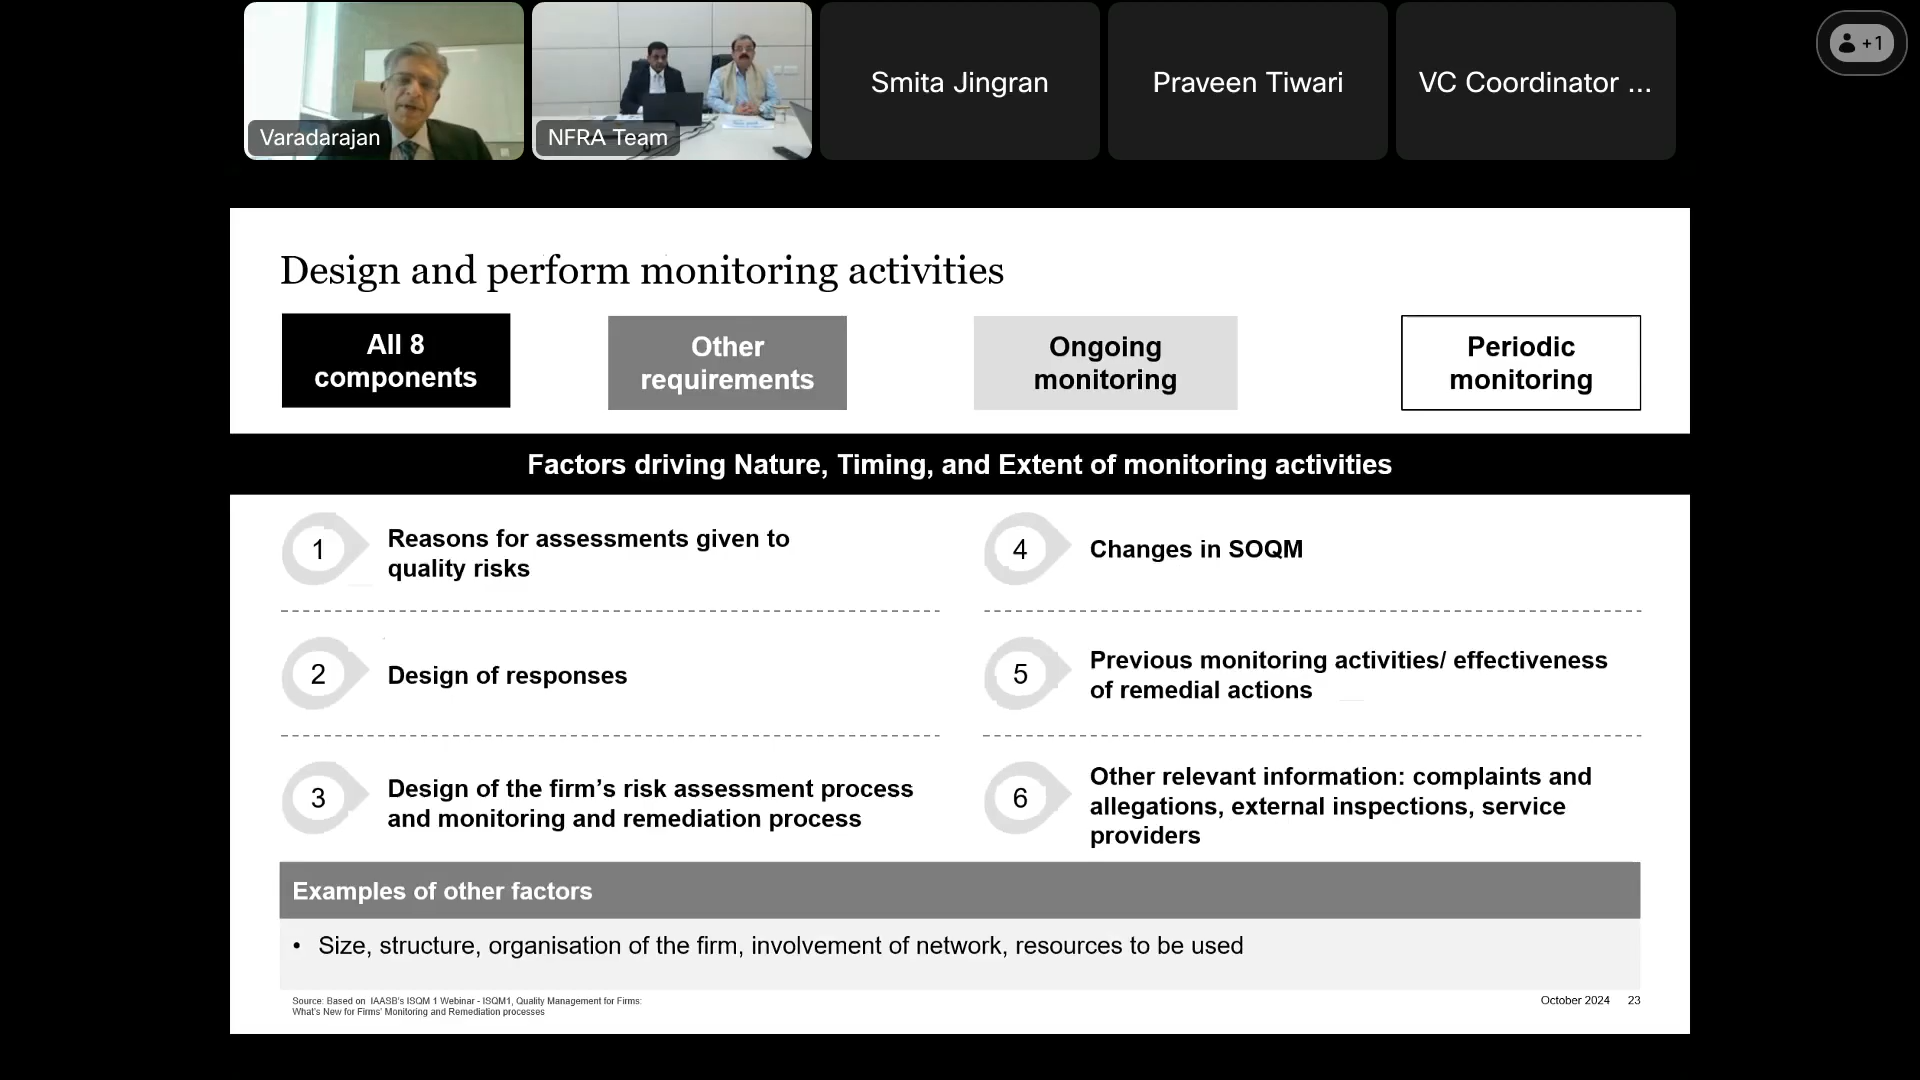 Varadarajan
NFRA Team
Smita Jingran
Praveen Tiwari
VC Coordinator ...
+1
Design and perform monitoring activities
All 8
components
Other
requirements
Ongoing
monitoring
Periodic
monitoring
Factors driving Nature, Timing, and Extent of monitoring activities
1
Reasons for assessments given to
quality risks
2
Design of responses
3
Design of the firm’s risk assessment process
and monitoring and remediation process
4
Changes in SOQM
5
Previous monitoring activities/ effectiveness
of remedial actions
6
Other relevant information: complaints and
allegations, external inspections, service
providers
Examples of other factors
• Size, structure, organisation of the firm, involvement of network, resources to be used
Source: Based on IAASB's ISQM 1 Webinar - ISQM1, Quality Management for Firms:
What's New for Firms' Monitoring and Remediation processes
October 2024 23